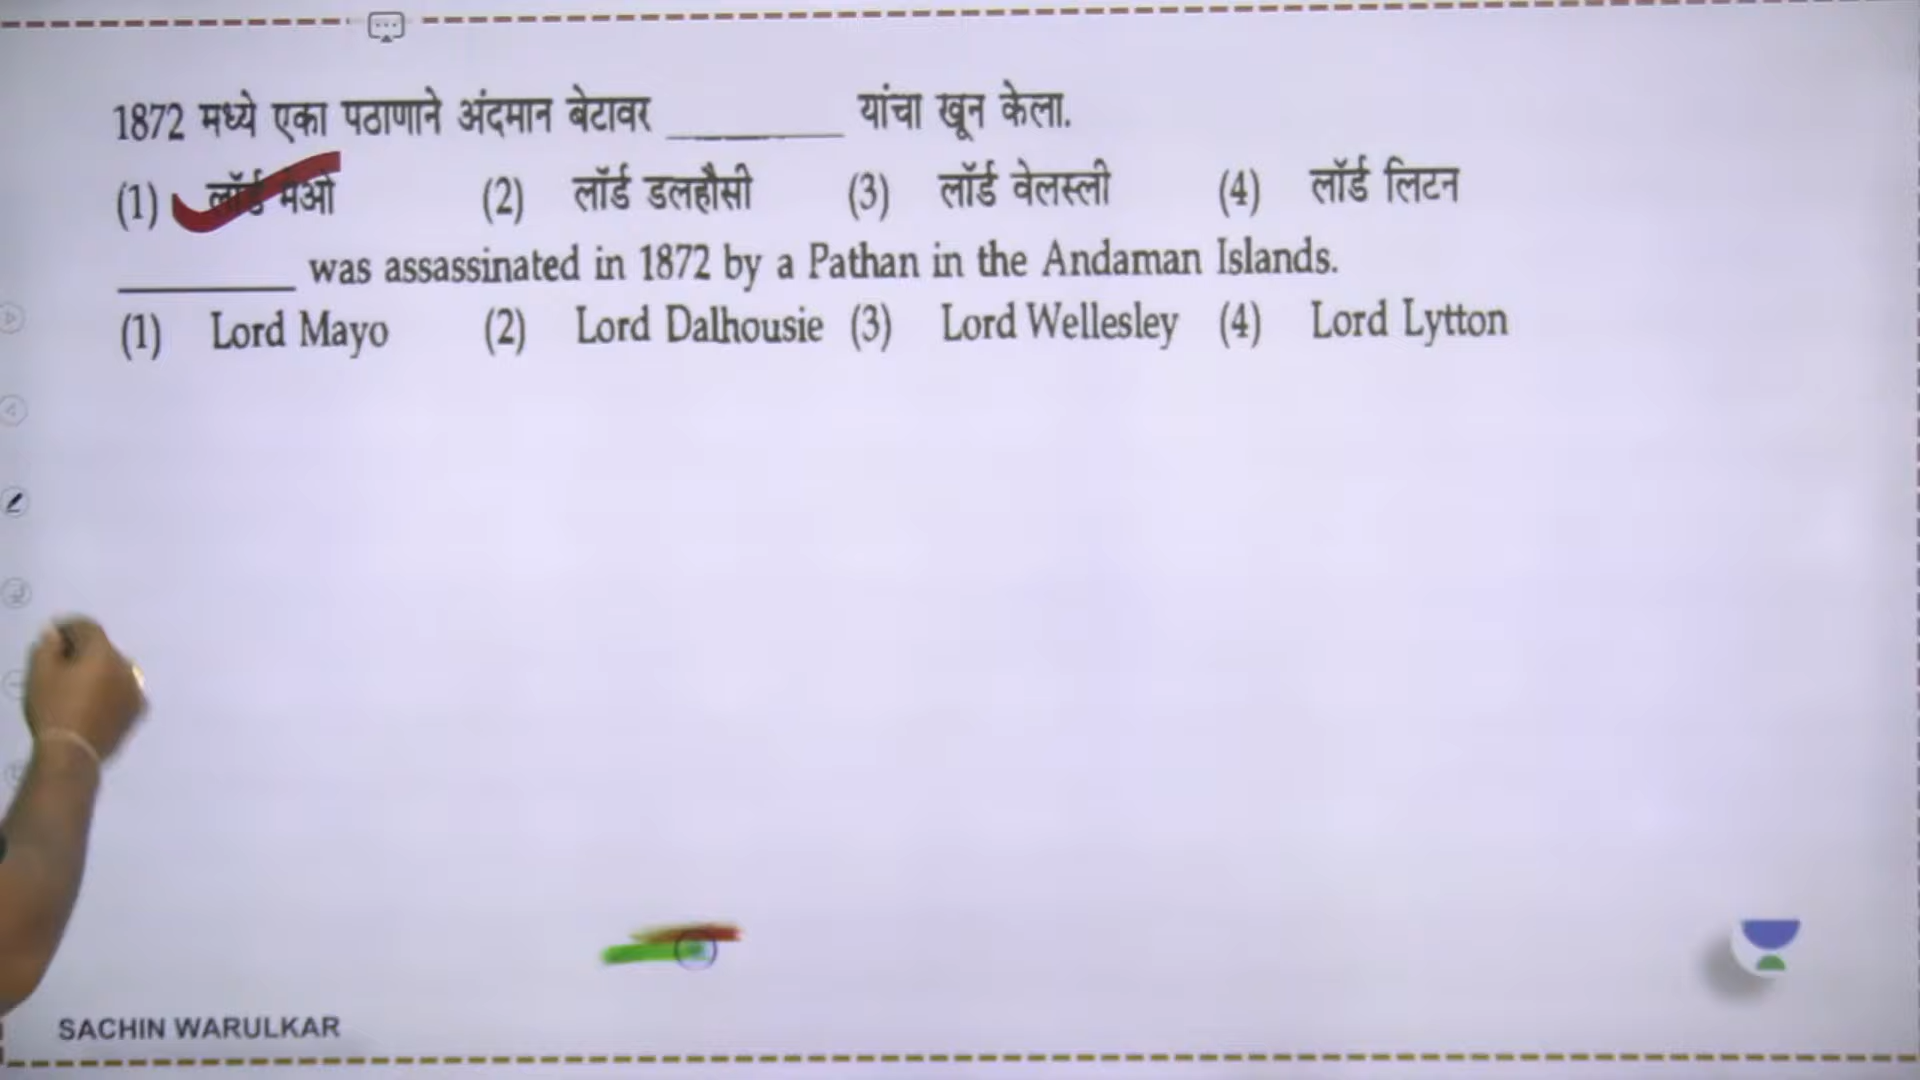 1872 मध्ये एका पठाणाने अंदमान बेटावर ________ यांचा खून केला.
(1) लॉर्ड मेओ (2) लॉर्ड डलहौसी (3) लॉर्ड वेलस्ली (4) लॉर्ड लिटन
________ was assassinated in 1872 by a Pathan in the Andaman Islands.
(1) Lord Mayo (2) Lord Dalhousie (3) Lord Wellesley (4) Lord Lytton
SACHIN WARULKAR